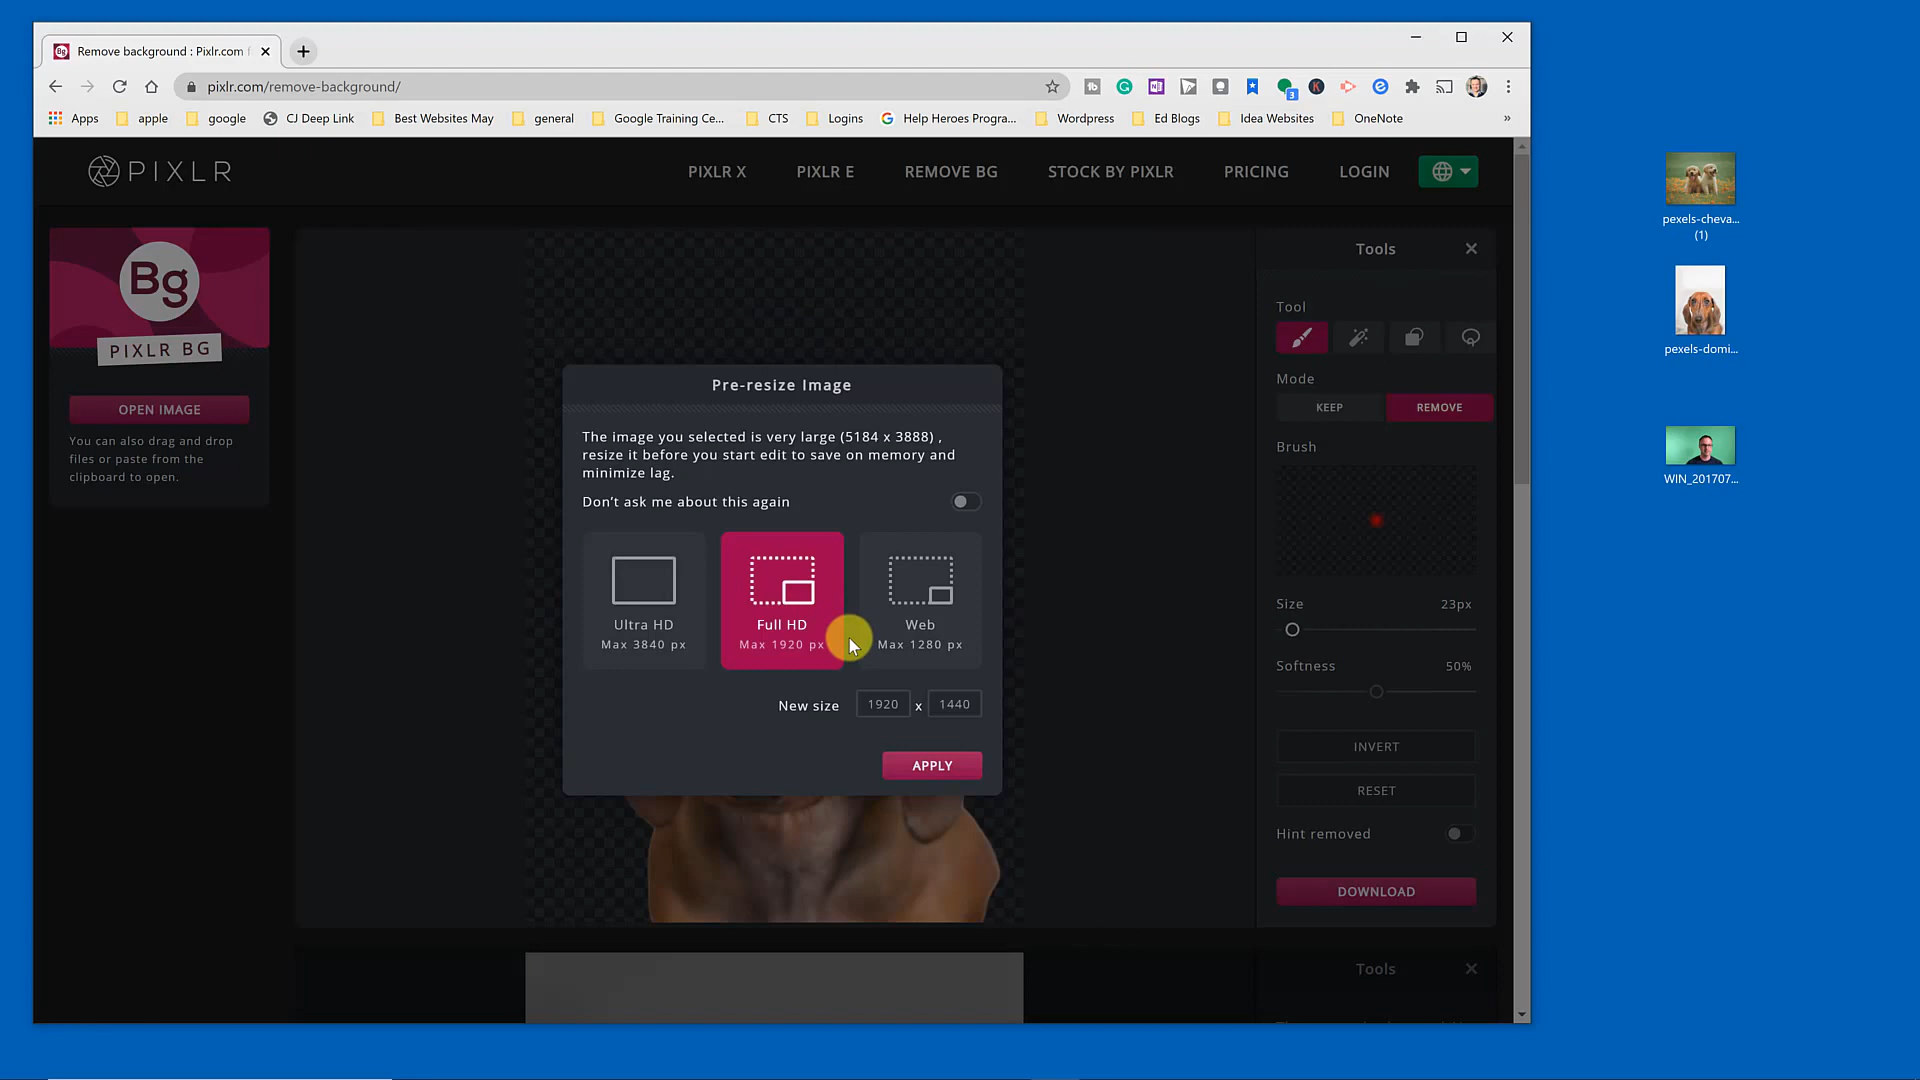 Remove background : Pixlr.com f
pixlr.com/remove-background/
3
Apps
apple
google
CJ Deep Link
Best Websites May
general
Google Training Ce...
CTS
Logins
Help Heroes Progra...
Wordpress
Ed Blogs
Idea Websites
OneNote
»
PIXLR
PIXLR X
PIXLR E
REMOVE BG
STOCK BY PIXLR
PRICING
LOGIN
Bg
PIXLR BG
OPEN IMAGE
You can also drag and drop
files or paste from the
clipboard to open.
Pre-resize Image
The image you selected is very large (5184 x 3888) ,
resize it before you start edit to save on memory and
minimize lag.
Don't ask me about this again
Ultra HD
Max 3840 px
Full HD
Max 1920 px
Web
Max 1280 px
New size
1920
x
1440
APPLY
Tools
Tool
Mode
KEEP
REMOVE
Brush
Size
23px
Softness
50%
INVERT
RESET
Hint removed
DOWNLOAD
Tools
pexels-cheva...
(1)
pexels-domi...
WIN_201707...